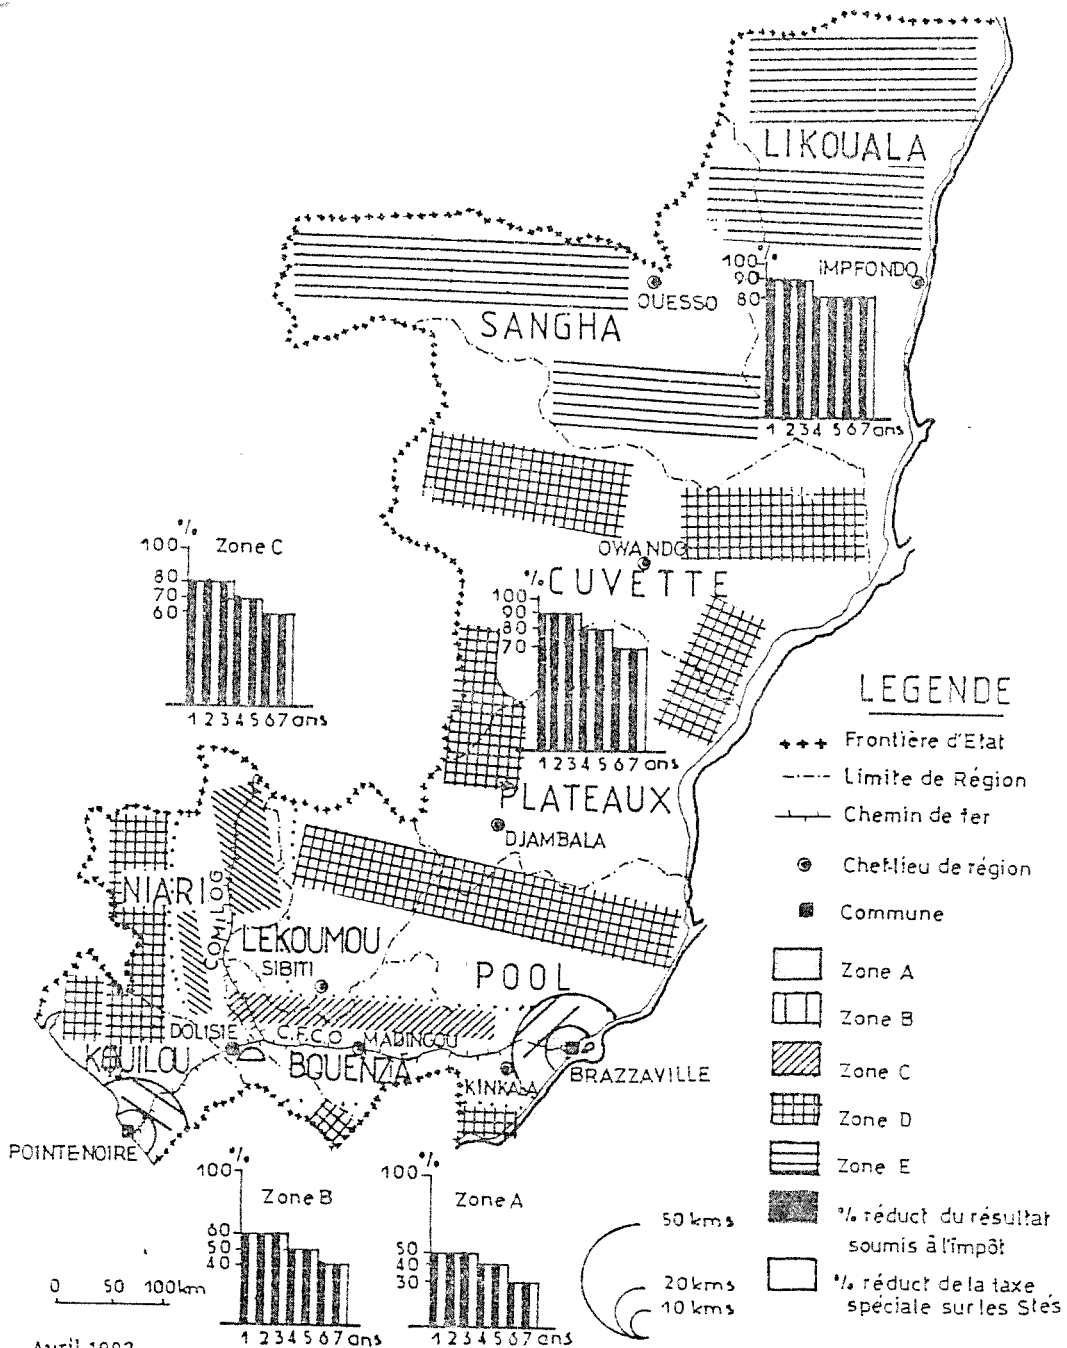 LIKOUALA
IMPFONDO
OUESSO
SANGHA
%
100
90
80
1 2 3 4 5 6 7 ans
OWANDO
CUVETTE
%
100
90
80
70
1 2 3 4 5 6 7 ans
% Zone C
100
80
70
60
1 2 3 4 5 6 7 ans
PLATEAUX
DJAMBALA
NIARI
COMILOG
LEKOUMOU
SIBITI
POOL
DOLISIE
C.F.C.O
MADINGOU
KOUILOU
BOUENZA
KINKALA
BRAZZAVILLE
POINTE-NOIRE
LEGENDE
Frontière d'Etat
Limite de Région
Chemin de fer
Chef-lieu de région
Commune
Zone A
Zone B
Zone C
Zone D
Zone E
% réduct du résultat
soumis à l'impôt
% réduct de la taxe
spéciale sur les Stés
%
100
Zone B
60
50
40
1 2 3 4 5 6 7 ans
%
100
Zone A
50
40
30
1 2 3 4 5 6 7 ans
50 kms
20 kms
10 kms
0 50 100 km
Avril